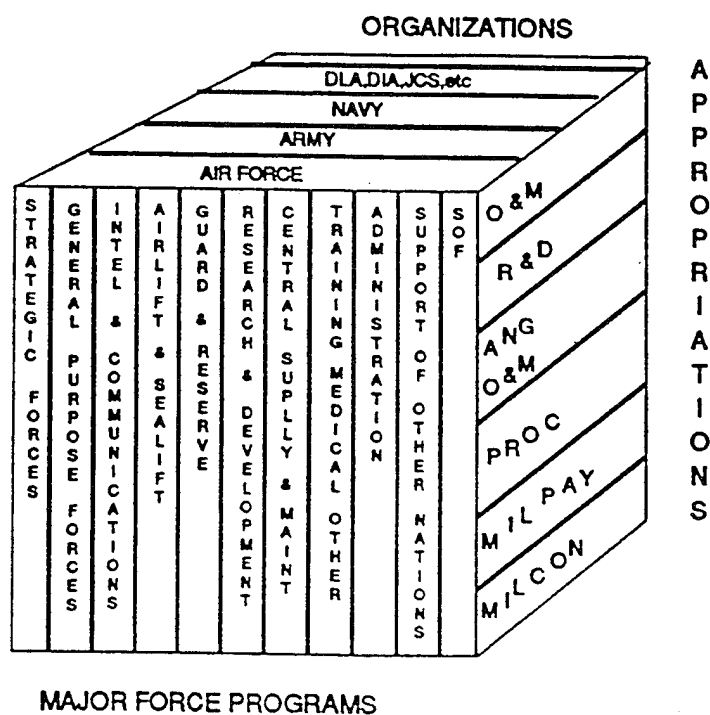 ORGANIZATIONS
DLA,DIA,JCS,etc
NAVY
ARMY
AIR FORCE
STRATEGIC FORCES
GENERAL PURPOSE FORCES
INTEL & COMMUNICATIONS
AIRLIFT & SEALIFT
GUARD & RESERVE
RESEARCH & DEVELOPMENT
CENTRAL SUPLLY & MAINT
TRAINING MEDICAL OTHER
ADMINISTRATION
SUPPORT OF OTHER NATIONS
SOF
O &M
R &D
ANG
O &M
PROC
MIL PAY
MILCON
APPROPRIATIONS
MAJOR FORCE PROGRAMS